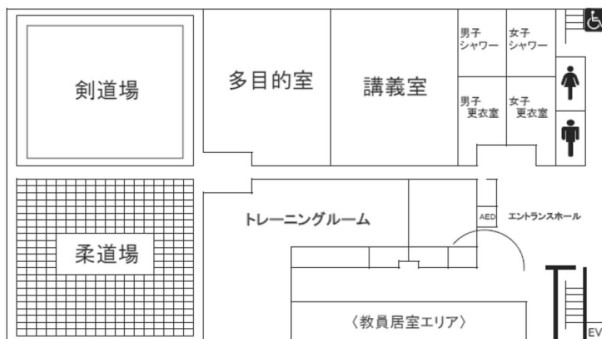 剣道場
多目的室
講義室
男子
シャワー
女子
シャワー
男子
更衣室
女子
更衣室
柔道場
トレーニングルーム
AED
エントランスホール
〈教員居室エリア〉
EV